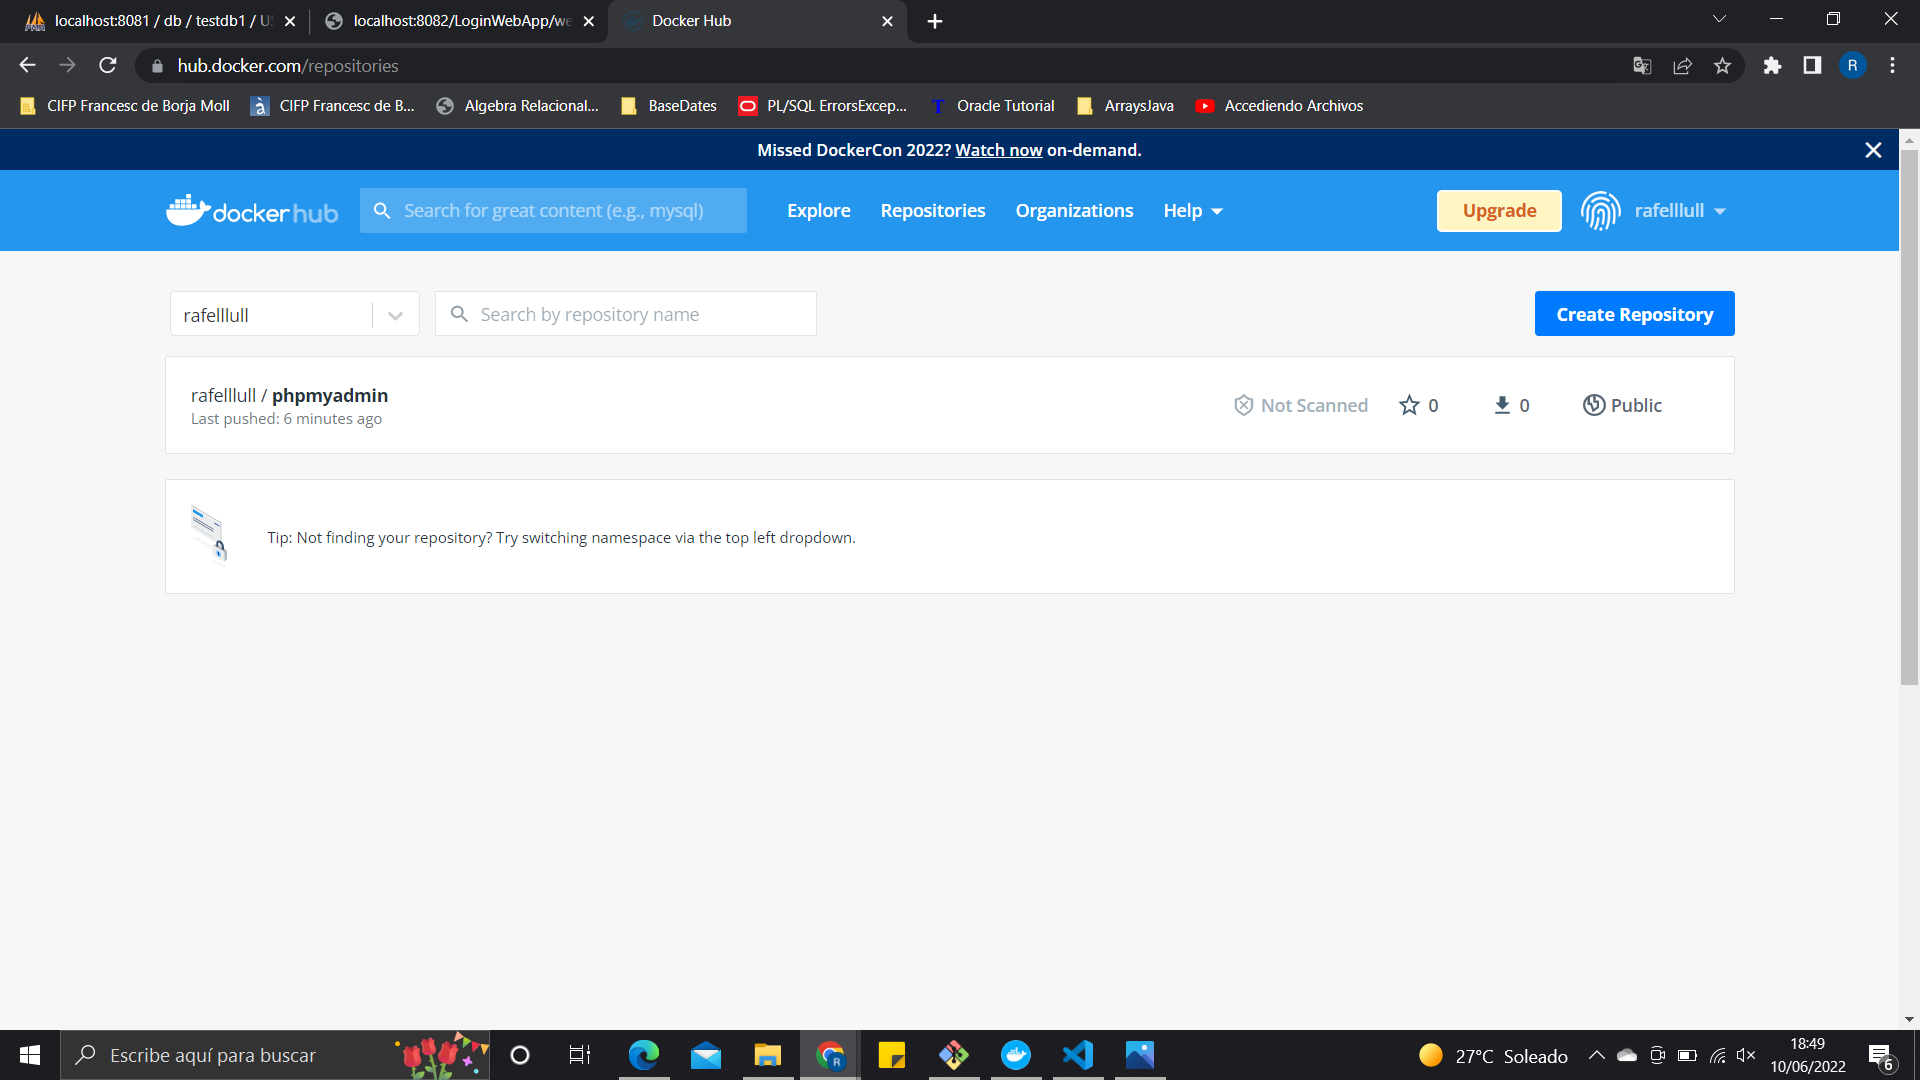 localhost:8081 / db / testdb1 / US
localhost:8082/LoginWebApp/we
Docker Hub
hub.docker.com/repositories
R
CIFP Francesc de Borja Moll
CIFP Francesc de B...
Algebra Relacional...
BaseDates
PL/SQL ErrorsExcep...
Oracle Tutorial
ArraysJava
Accediendo Archivos
Missed DockerCon 2022? Watch now on-demand.
docker hub
Search for great content (e.g., mysql)
Explore
Repositories
Organizations
Help
Upgrade
rafelllull
rafelllull
Search by repository name
Create Repository
rafelllull / phpmyadmin
Last pushed: 6 minutes ago
Not Scanned
0
0
Public
Tip: Not finding your repository? Try switching namespace via the top left dropdown.
Escribe aquí para buscar
27°C Soleado
18:49
10/06/2022
6